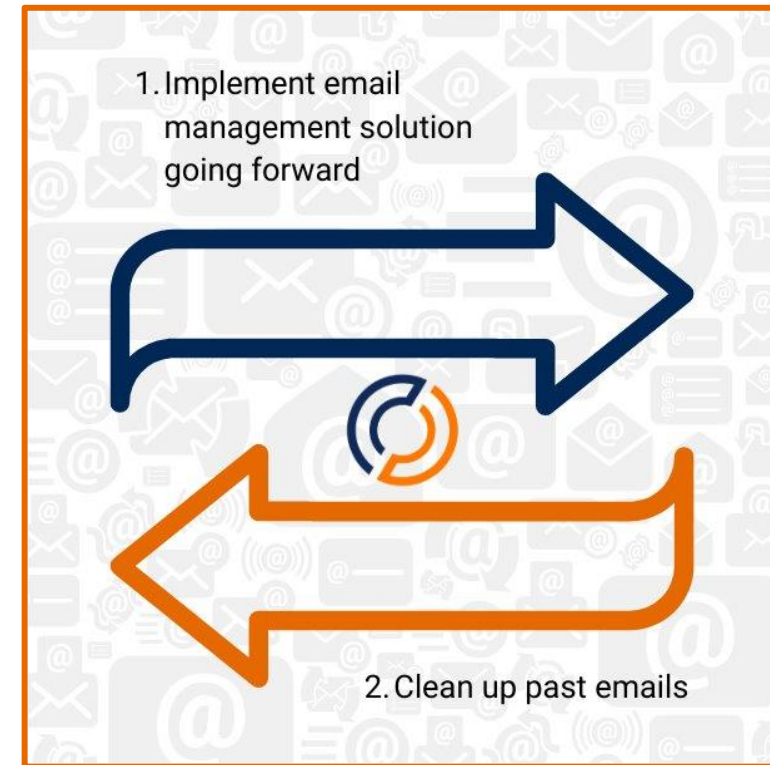 1. Implement email
management solution
going forward
2. Clean up past emails